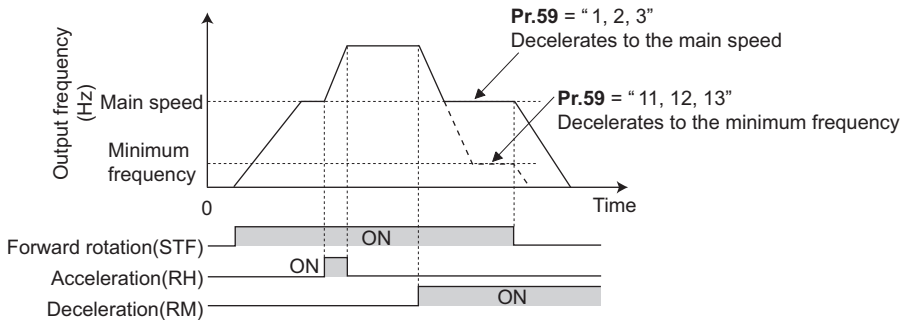 Pr.59 = “ 1, 2, 3”
Decelerates to the main speed
Output frequency
(Hz)
Main speed
Pr.59 = “ 11, 12, 13”
Decelerates to the minimum frequency
Minimum
frequency
0
Time
Forward rotation(STF)
ON
Acceleration(RH)
ON
Deceleration(RM)
ON